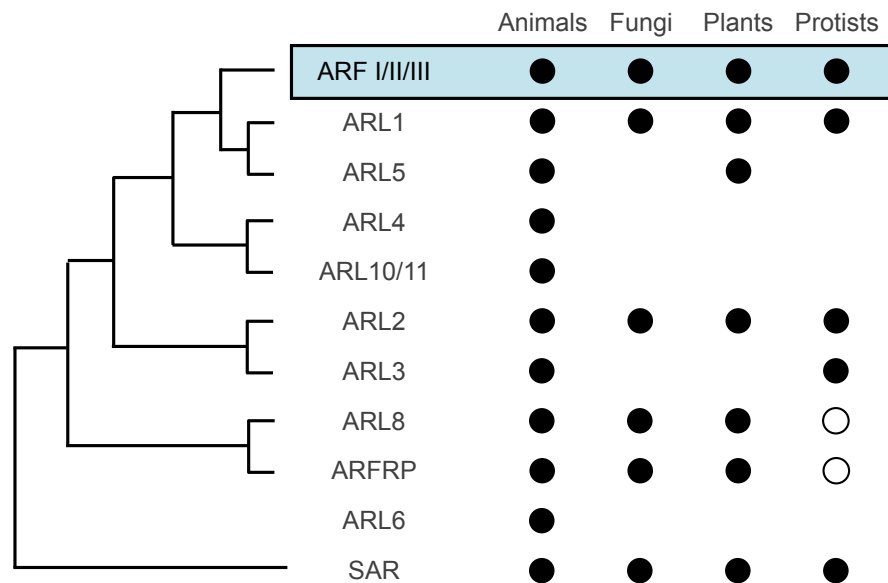 Animals Fungi Plants Protists
ARF I/II/III
ARL1
ARL5
ARL4
ARL10/11
ARL2
ARL3
ARL8
ARFRP
ARL6
SAR